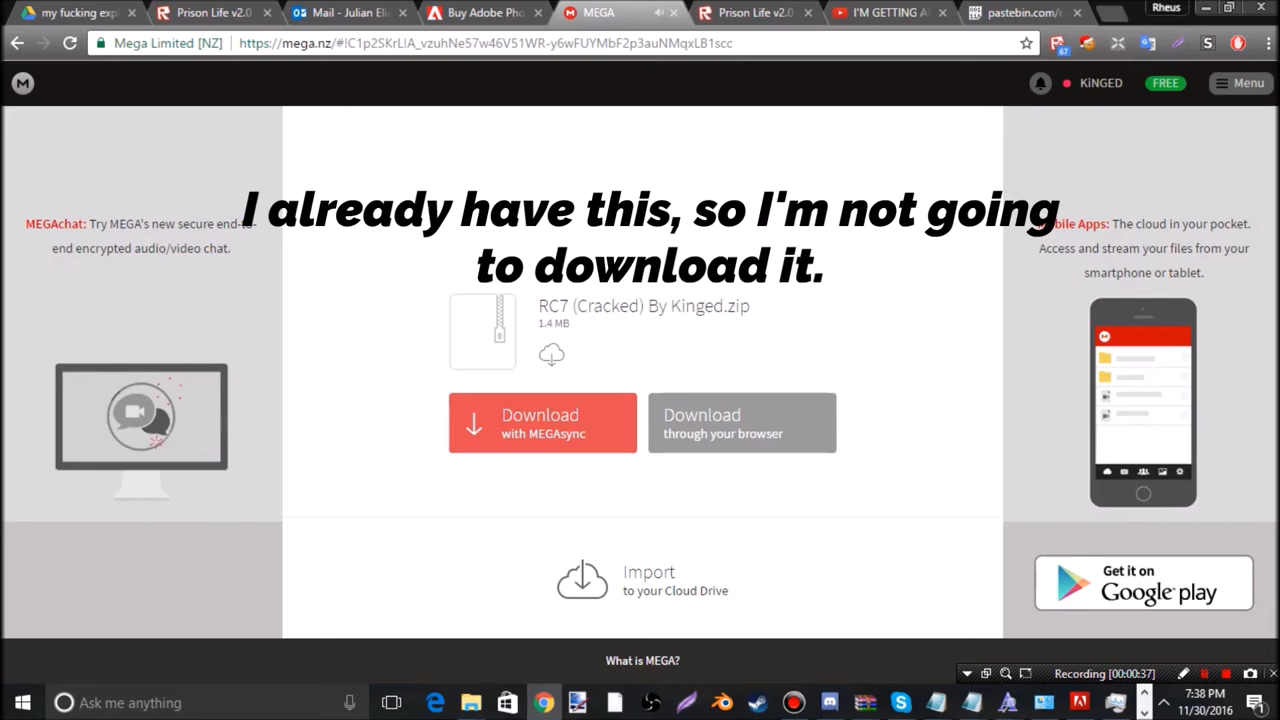 my fucking expl
Prison Life v2.0
Mail - Julian Eli
Buy Adobe Pho
MEGA
Prison Life v2.0
I'M GETTING A
pastebin.com/r
Rheus
Mega Limited [NZ]
https://mega.nz/#!C1p2SKrL!A_vzuhNe57w46V51WR-y6wFUYMbF2p3auNMqxLB1scc
67
S
M
KiNGED
FREE
Menu
I already have this, so I'm not going
to download it.
MEGAchat: Try MEGA's new secure end-to-
end encrypted audio/video chat.
Mobile Apps: The cloud in your pocket.
Access and stream your files from your
smartphone or tablet.
RC7 (Cracked) By Kinged.zip
1.4 MB
Download
with MEGAsync
Download
through your browser
Import
to your Cloud Drive
Get it on
Google play
What is MEGA?
Recording [00:00:37]
Ask me anything
7:38 PM
11/30/2016